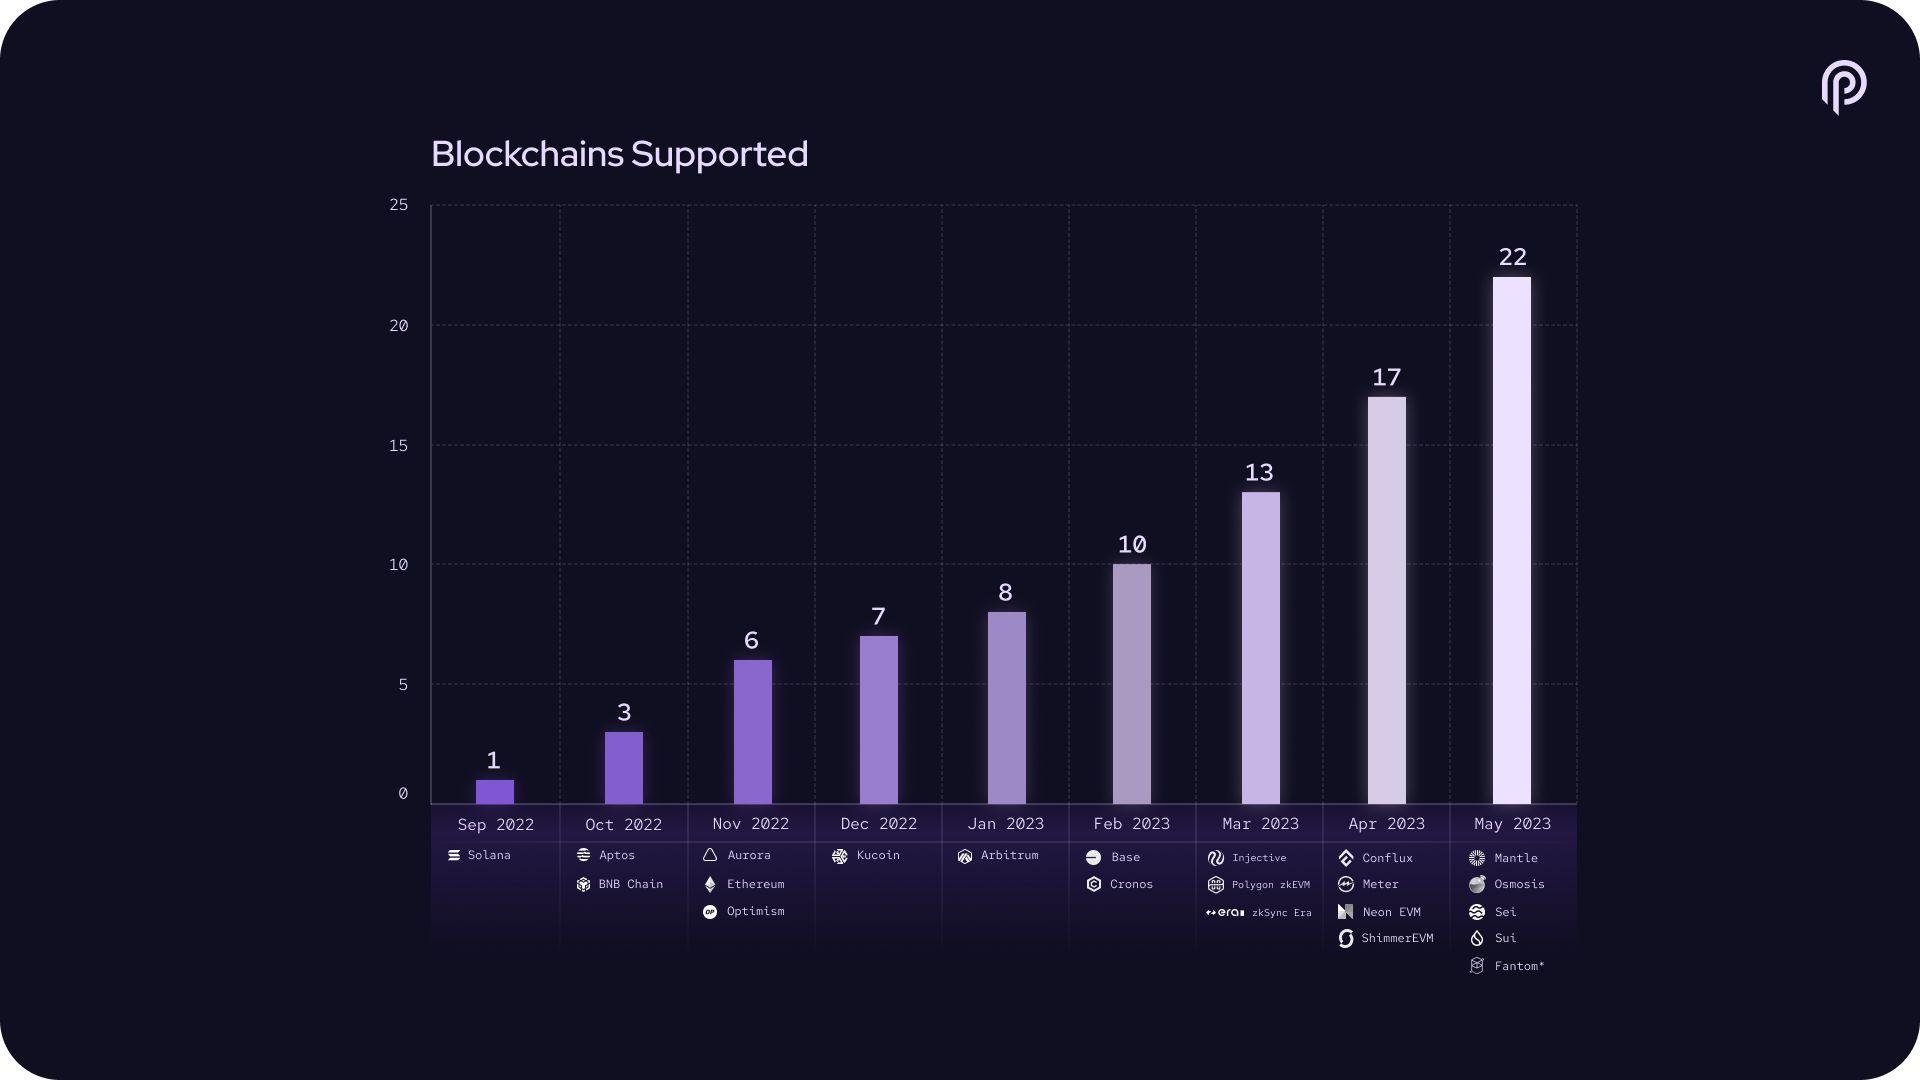 Blockchains Supported
25
20
15
10
5
0
1
3
6
7
8
10
13
17
22
Sep 2022
Oct 2022
Nov 2022
Dec 2022
Jan 2023
Feb 2023
Mar 2023
Apr 2023
May 2023
Solana
Aptos
BNB Chain
Aurora
Ethereum
OP Optimism
Kucoin
Arbitrum
Base
Cronos
Injective
Polygon zkEVM
era zkSync Era
Conflux
Meter
Neon EVM
ShimmerEVM
Mantle
Osmosis
Sei
Sui
Fantom*